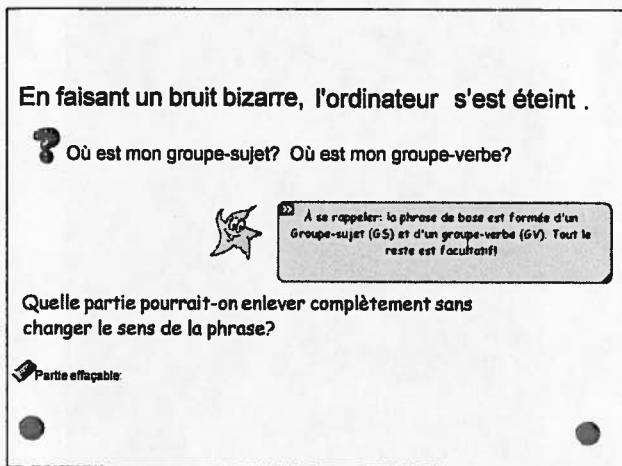 En faisant un bruit bizarre, l'ordinateur s'est éteint .
Où est mon groupe-sujet? Où est mon groupe-verbe?
À se rappeler: la phrase de base est formée d'un
Groupe-sujet (GS) et d'un groupe-verbe (GV). Tout le
reste est facultatif!
Quelle partie pourrait-on enlever complètement sans
changer le sens de la phrase?
Partie effaçable: